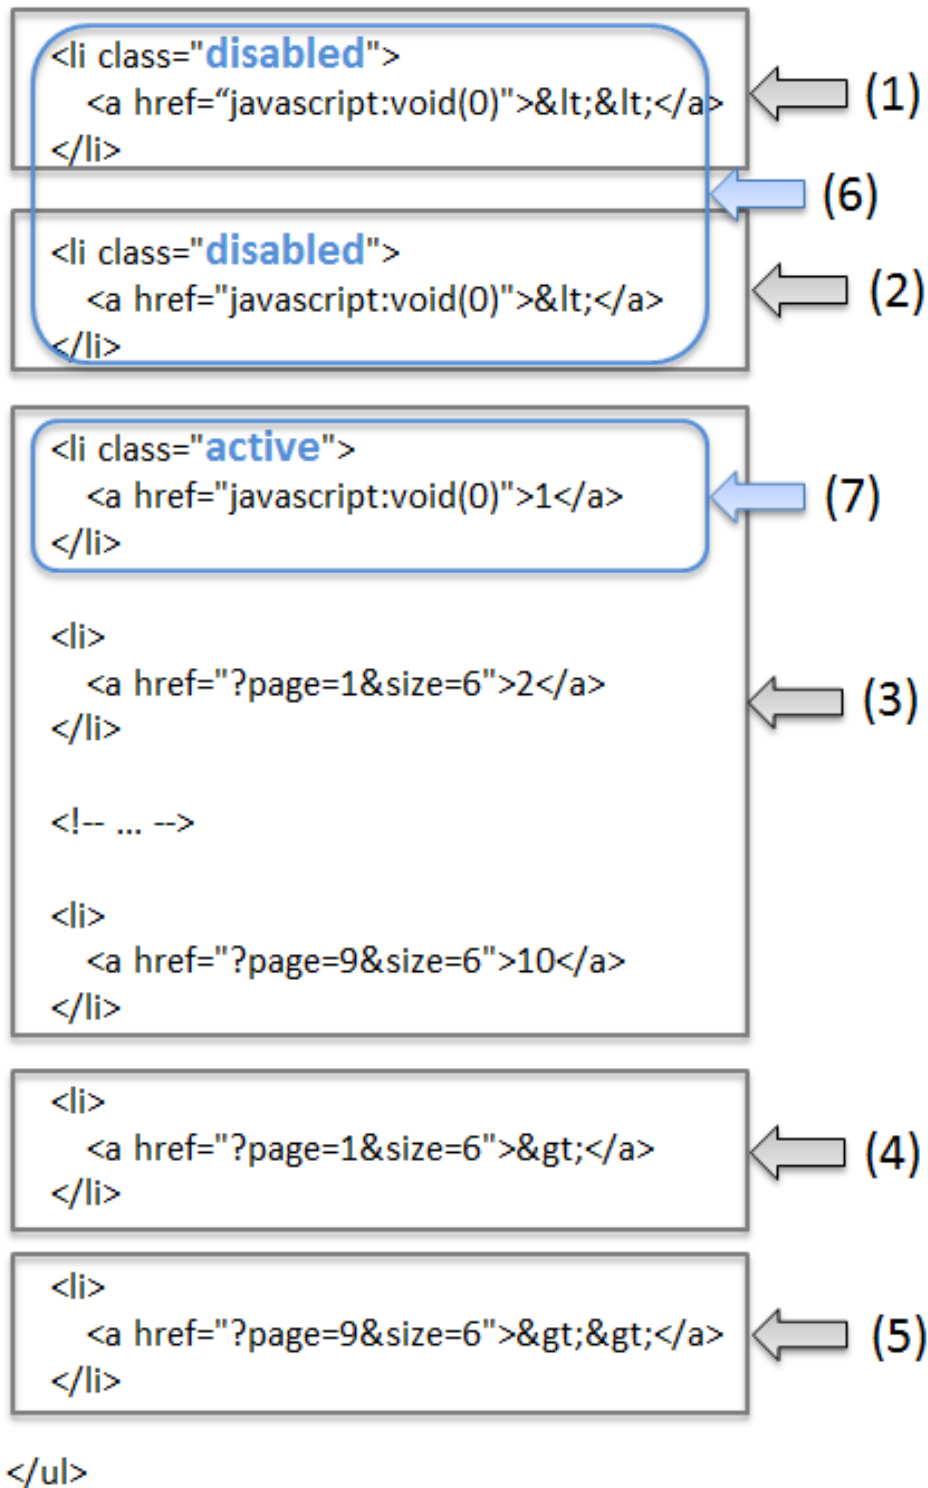 <li class="disabled">
<a href=“javascript:void(0)">&lt;&lt;</a>
(1)
</li>
(6)
<li class="disabled">
<a href="javascript:void(0)">&lt;</a>
(2)
</li>
<li class="active">
<a href="javascript:void(0)">1</a>
(7)
</li>
<li>
<a href="?page=1&size=6">2</a>
(3)
</li>
<!-- ... -->
<li>
<a href="?page=9&size=6">10</a>
</li>
<li>
<a href="?page=1&size=6">&gt;</a>
(4)
</li>
<li>
<a href="?page=9&size=6">&gt;&gt;</a>
(5)
</li>
</ul>